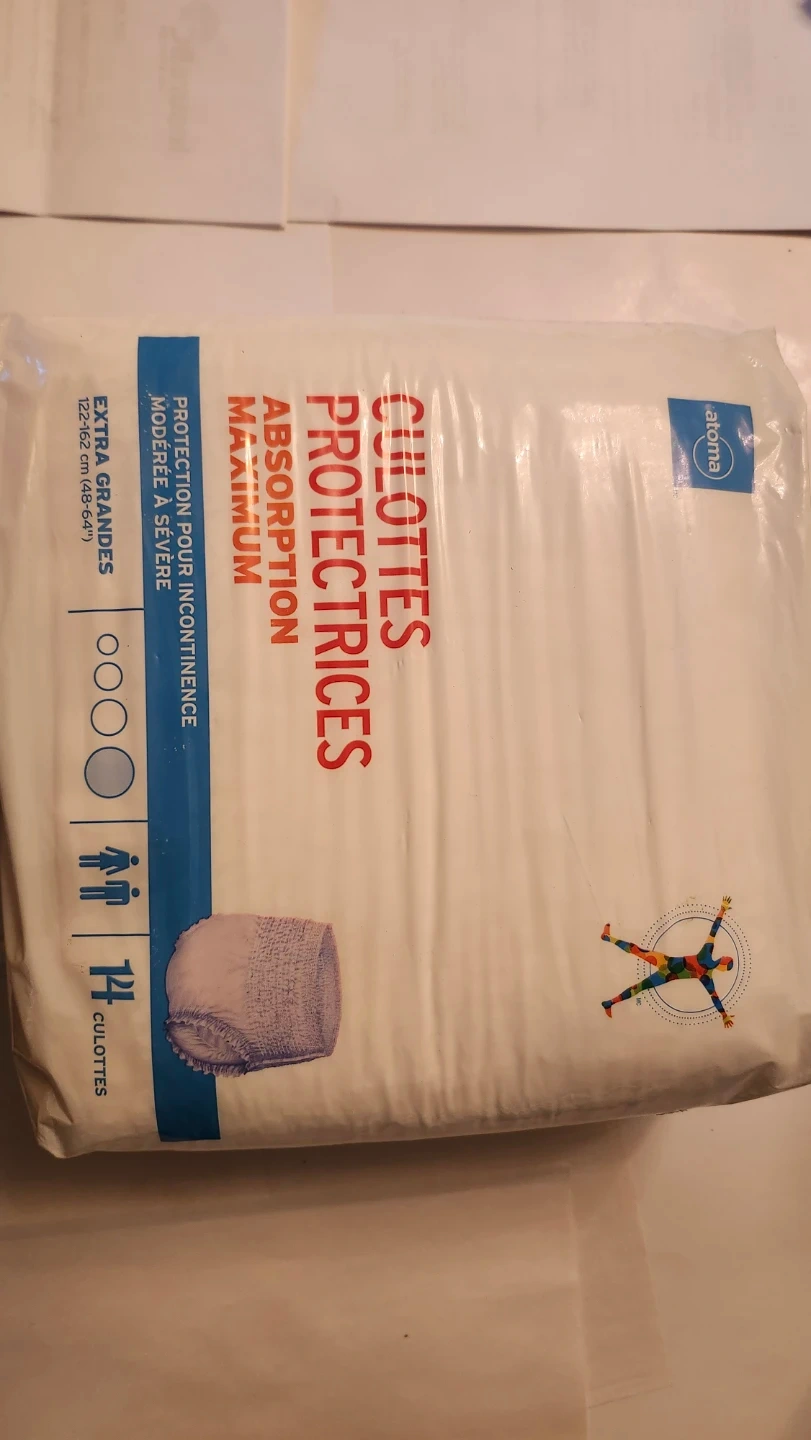 atoma
MC
CULOTTES
PROTECTRICES
ABSORPTION
MAXIMUM
PROTECTION POUR INCONTINENCE
MODÉRÉE À SÉVÈRE
EXTRA GRANDES
122-162 cm (48-64")
14 CULOTTES